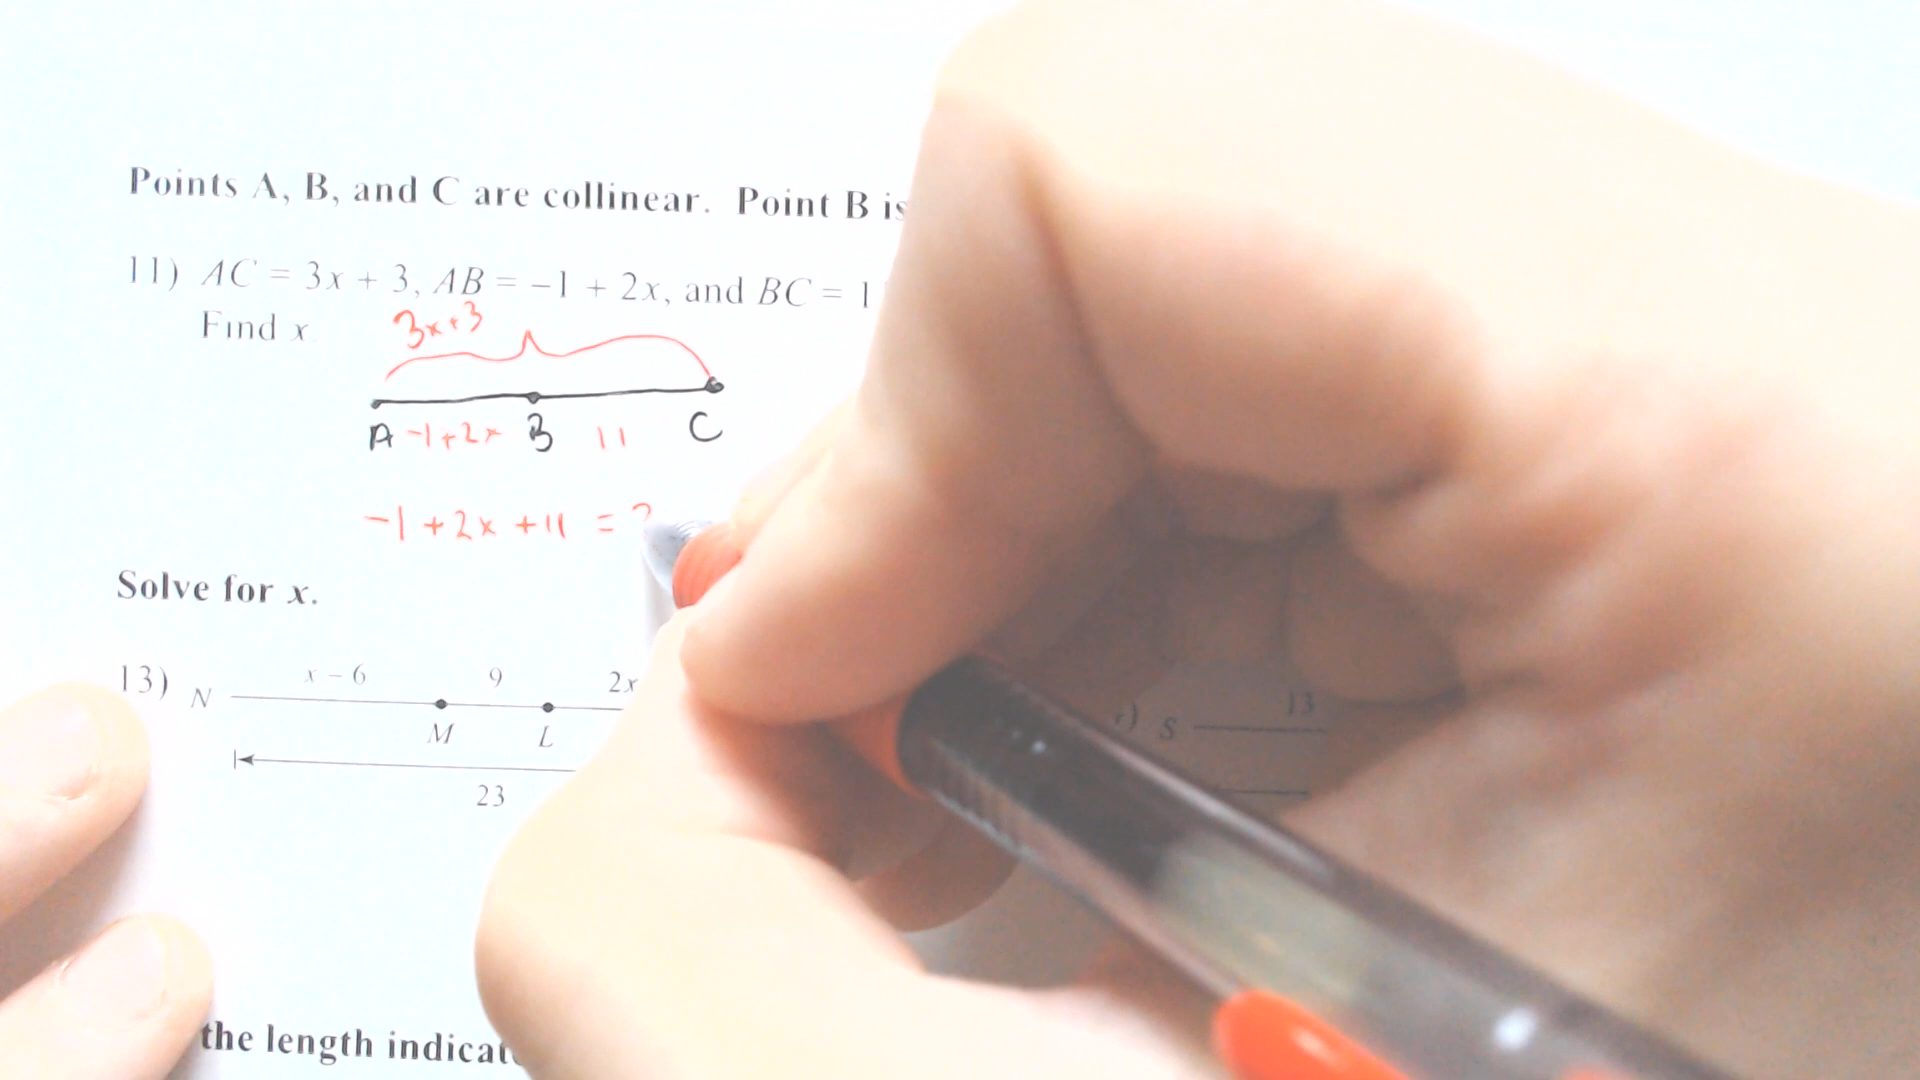 Points A, B, and C are collinear. Point B is
11) AC = 3x + 3, AB = −1 + 2x, and BC = 1
Find x
3x+3
A -1+2x B 11 C
-1 +2x +11 =
Solve for x.
13) N x − 6 9 2x
M L
23
) S 13
the length indicat